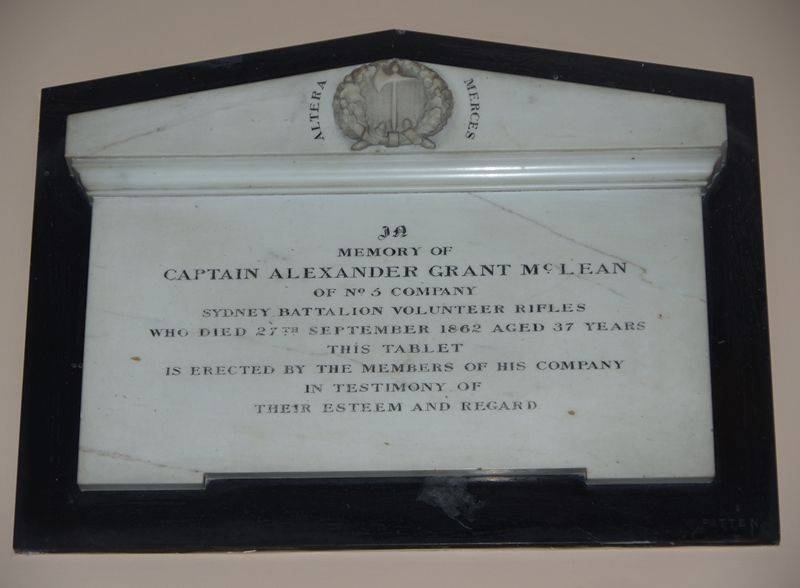 ALTERA MERCES
IN
MEMORY OF
CAPTAIN ALEXANDER GRANT McLEAN
OF No 5 COMPANY
SYDNEY BATTALION VOLUNTEER RIFLES
WHO DIED 27TH SEPTEMBER 1862 AGED 37 YEARS
THIS TABLET
IS ERECTED BY THE MEMBERS OF HIS COMPANY
IN TESTIMONY OF
THEIR ESTEEM AND REGARD
PATTEN